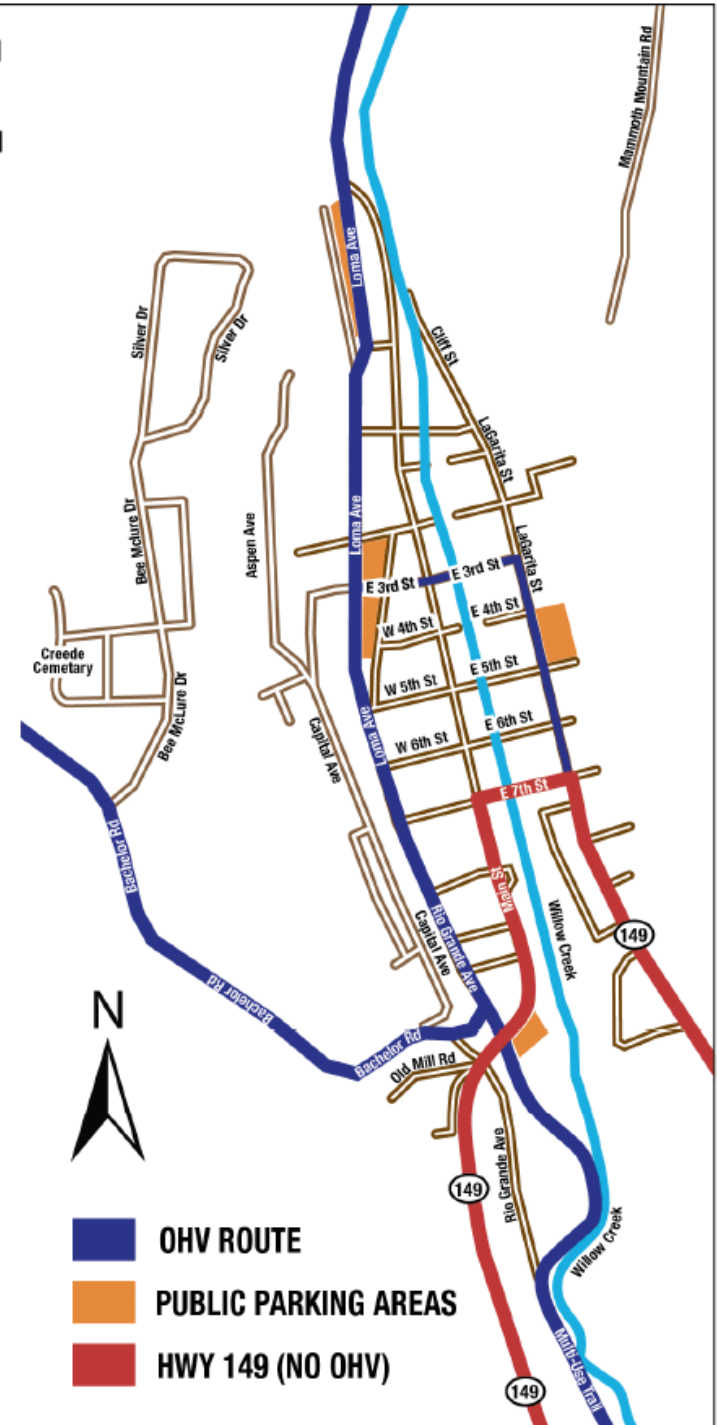 Mammoth Mountain Rd
Loma Ave
Silver Dr
Silver Dr
Cliff St
LaGarita St
Bee Mclure Dr
Aspen Ave
Loma Ave
LaGarita St
E 3rd St
E 3rd St
W 4th St
E 4th St
Creede
Cemetary
W 5th St
E 5th St
Bee McLure Dr
Capital Ave
Loma Ave
W 6th St
E 6th St
E 7th St
Bachelor Rd
Main St
Rio Grande Ave
Capital Ave
Willow Creek
149
Bachelor Rd
N
Bachelor Rd
Old Mill Rd
Rio Grande Ave
149
Willow Creek
OHV ROUTE
PUBLIC PARKING AREAS
HWY 149 (NO OHV)
Multi-Use Trail
149